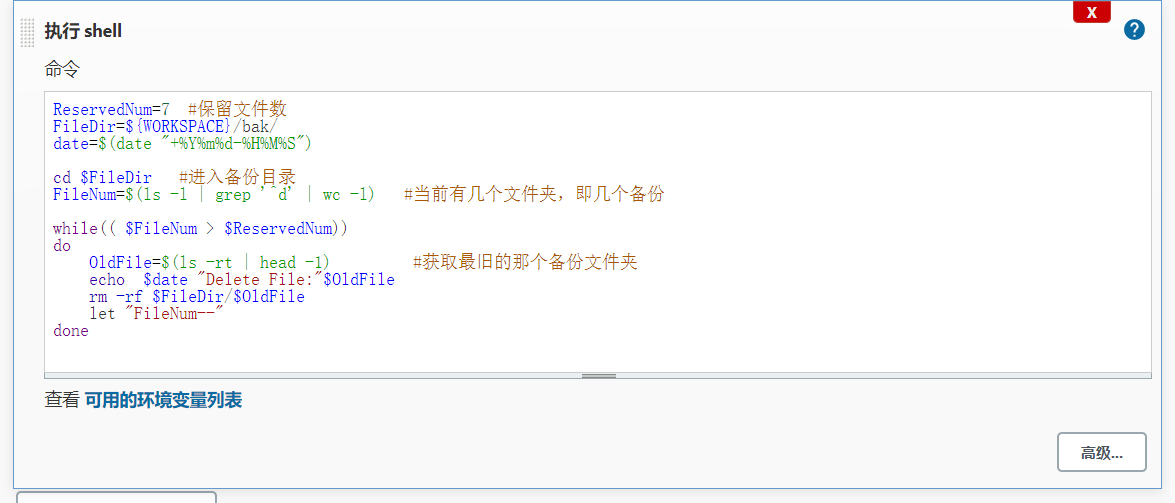 X
执行 shell
?
命令
ReservedNum=7  #保留文件数
FileDir=${WORKSPACE}/bak/
date=$(date "+%Y%m%d-%H%M%S")
cd $FileDir   #进入备份目录
FileNum=$(ls -l | grep '^d' | wc -l)   #当前有几个文件夹，即几个备份
while(( $FileNum > $ReservedNum))
do
    OldFile=$(ls -rt | head -1)         #获取最旧的那个备份文件夹
    echo  $date "Delete File:"$OldFile
    rm -rf $FileDir/$OldFile
    let "FileNum--"
done
查看 可用的环境变量列表
高级...